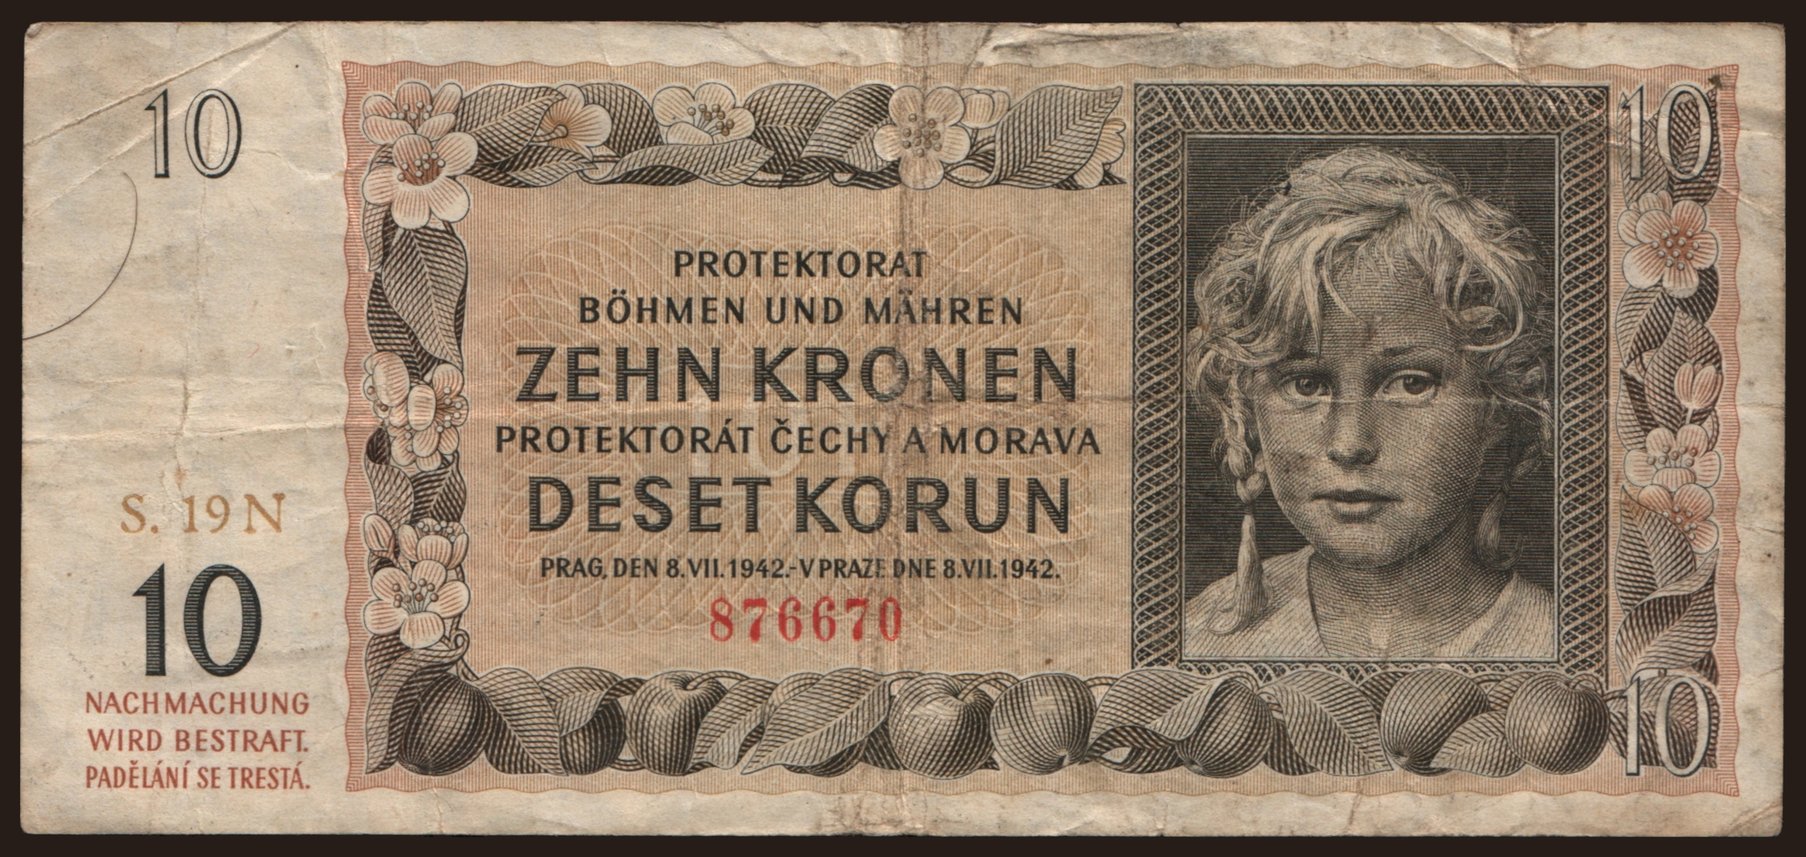 10
10
PROTEKTORAT
BÖHMEN UND MÄHREN
ZEHN KRONEN
PROTEKTORÁT ČECHY A MORAVA
DESET KORUN
PRAG, DEN 8.VII.1942.-V PRAZE DNE 8.VII.1942.
876670
S. 19 N
10
NACHMACHUNG
WIRD BESTRAFT.
PADĚLÁNÍ SE TRESTÁ.
10